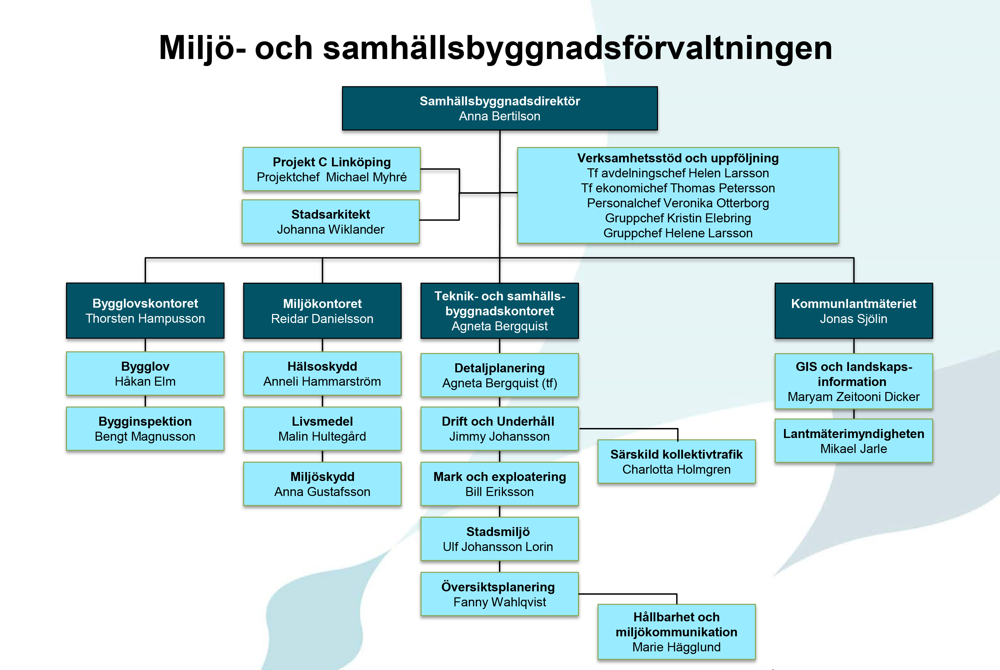 Miljö- och samhällsbyggnadsförvaltningen
Samhällsbyggnadsdirektör
Anna Bertilson
Projekt C Linköping
Projektchef  Michael Myhré
Stadsarkitekt
Johanna Wiklander
Verksamhetsstöd och uppföljning
Tf avdelningschef Helen Larsson
Tf ekonomichef Thomas Petersson
Personalchef Veronika Otterborg
Gruppchef Kristin Elebring
Gruppchef Helene Larsson
Bygglovskontoret
Thorsten Hampusson
Bygglov
Håkan Elm
Bygginspektion
Bengt Magnusson
Miljökontoret
Reidar Danielsson
Hälsoskydd
Anneli Hammarström
Livsmedel
Malin Hultegård
Miljöskydd
Anna Gustafsson
Teknik- och samhälls-
byggnadskontoret
Agneta Bergquist
Detaljplanering
Agneta Bergquist (tf)
Drift och Underhåll
Jimmy Johansson
Särskild kollektivtrafik
Charlotta Holmgren
Mark och exploatering
Bill Eriksson
Stadsmiljö
Ulf Johansson Lorin
Översiktsplanering
Fanny Wahlqvist
Hållbarhet och
miljökommunikation
Marie Hägglund
Kommunlantmäteriet
Jonas Sjölin
GIS och landskaps-
information
Maryam Zeitooni Dicker
Lantmäterimyndigheten
Mikael Jarle